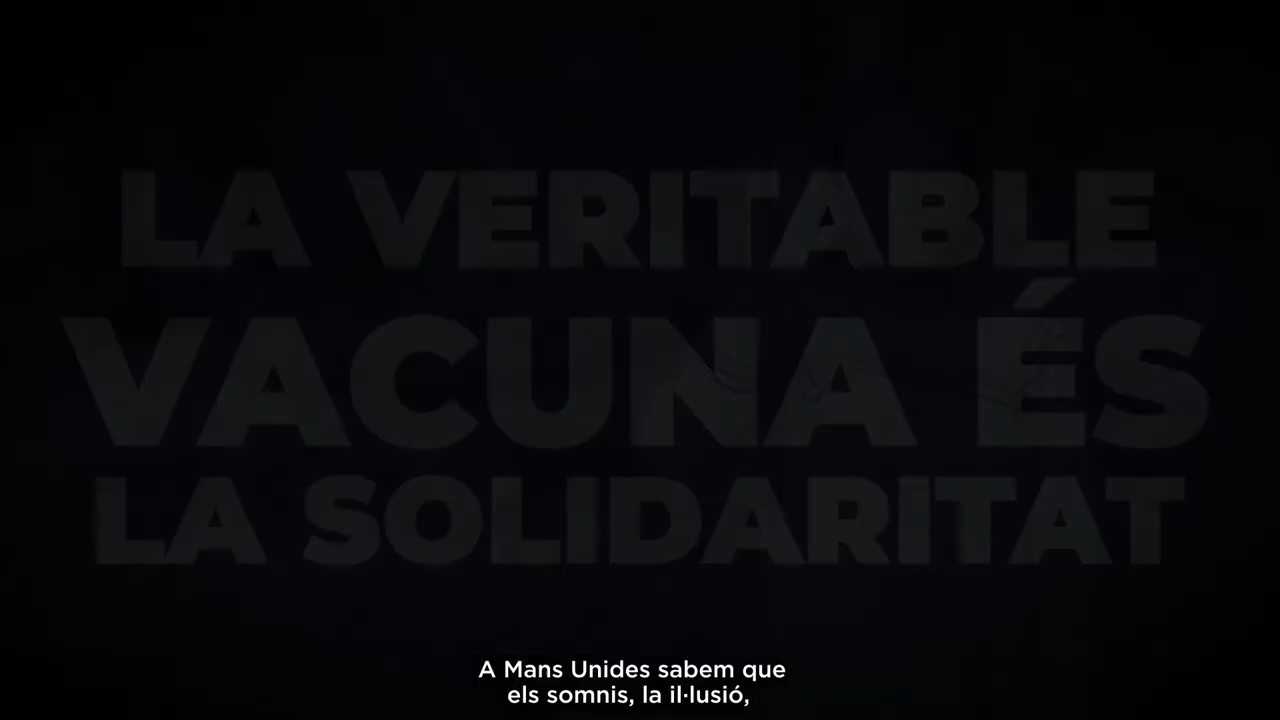 LA VERITABLE
VACUNA ÉS
LA SOLIDARITAT
A Mans Unides sabem que
els somnis, la il·lusió,